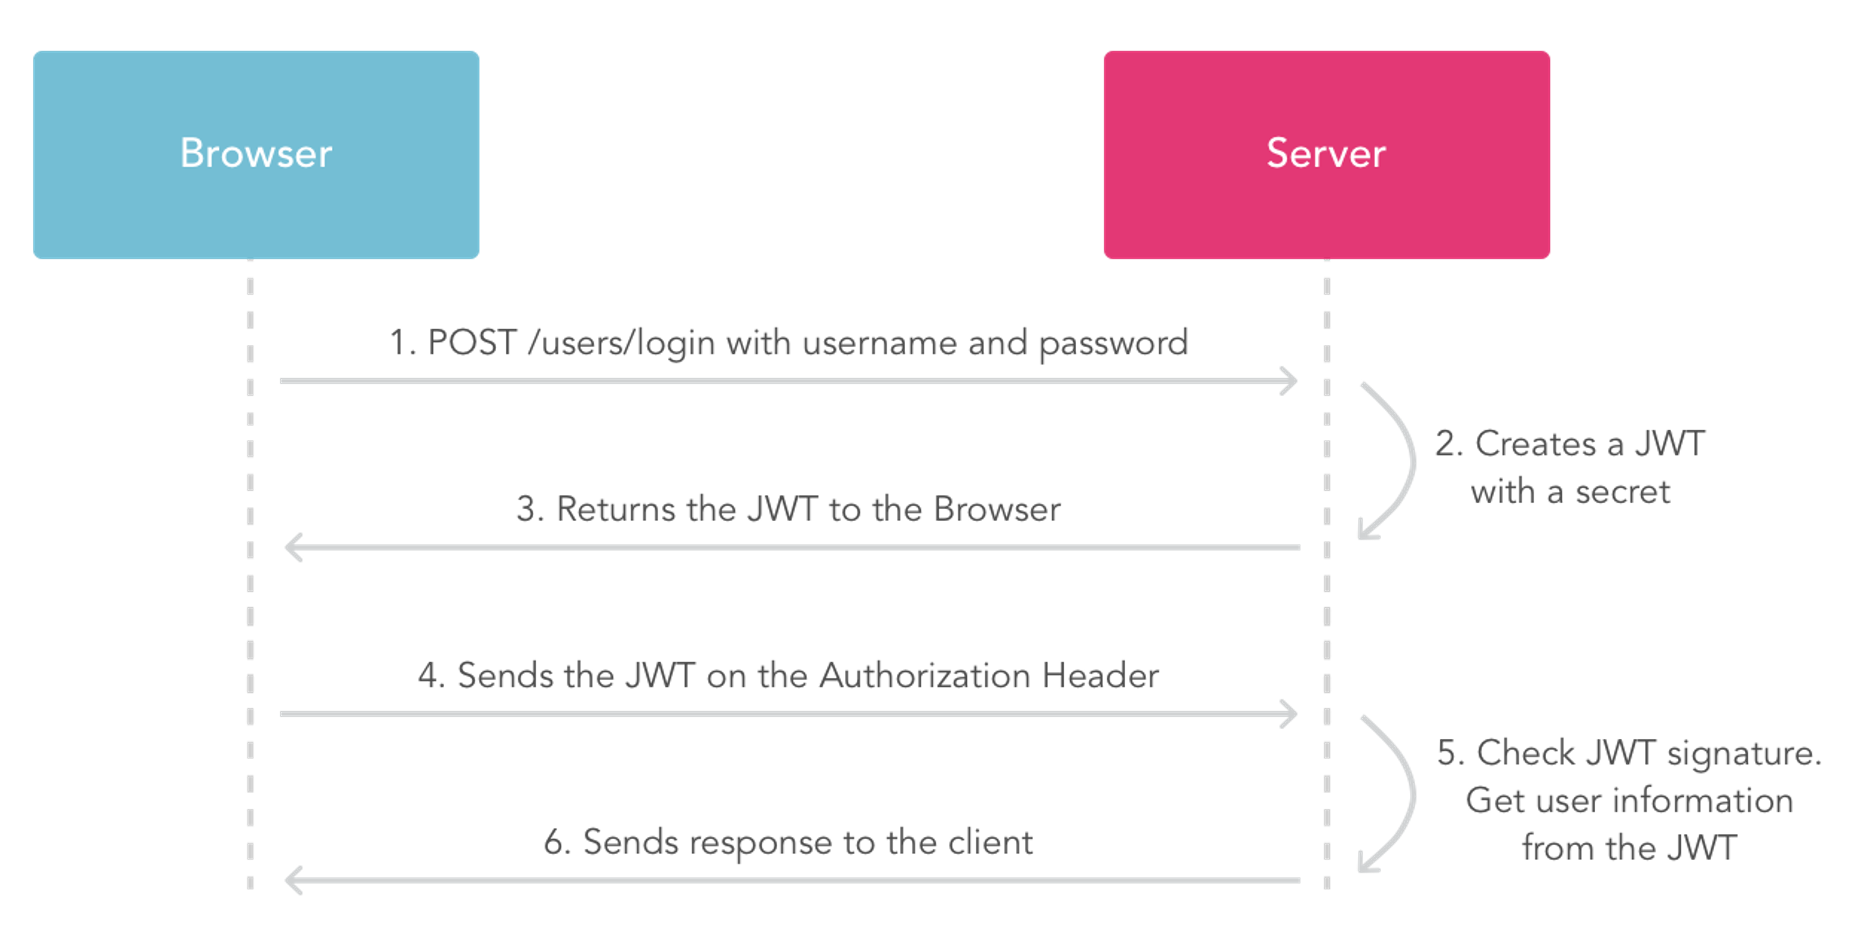 Browser
Server
1. POST /users/login with username and password
2. Creates a JWT
with a secret
3. Returns the JWT to the Browser
4. Sends the JWT on the Authorization Header
5. Check JWT signature.
Get user information
from the JWT
6. Sends response to the client